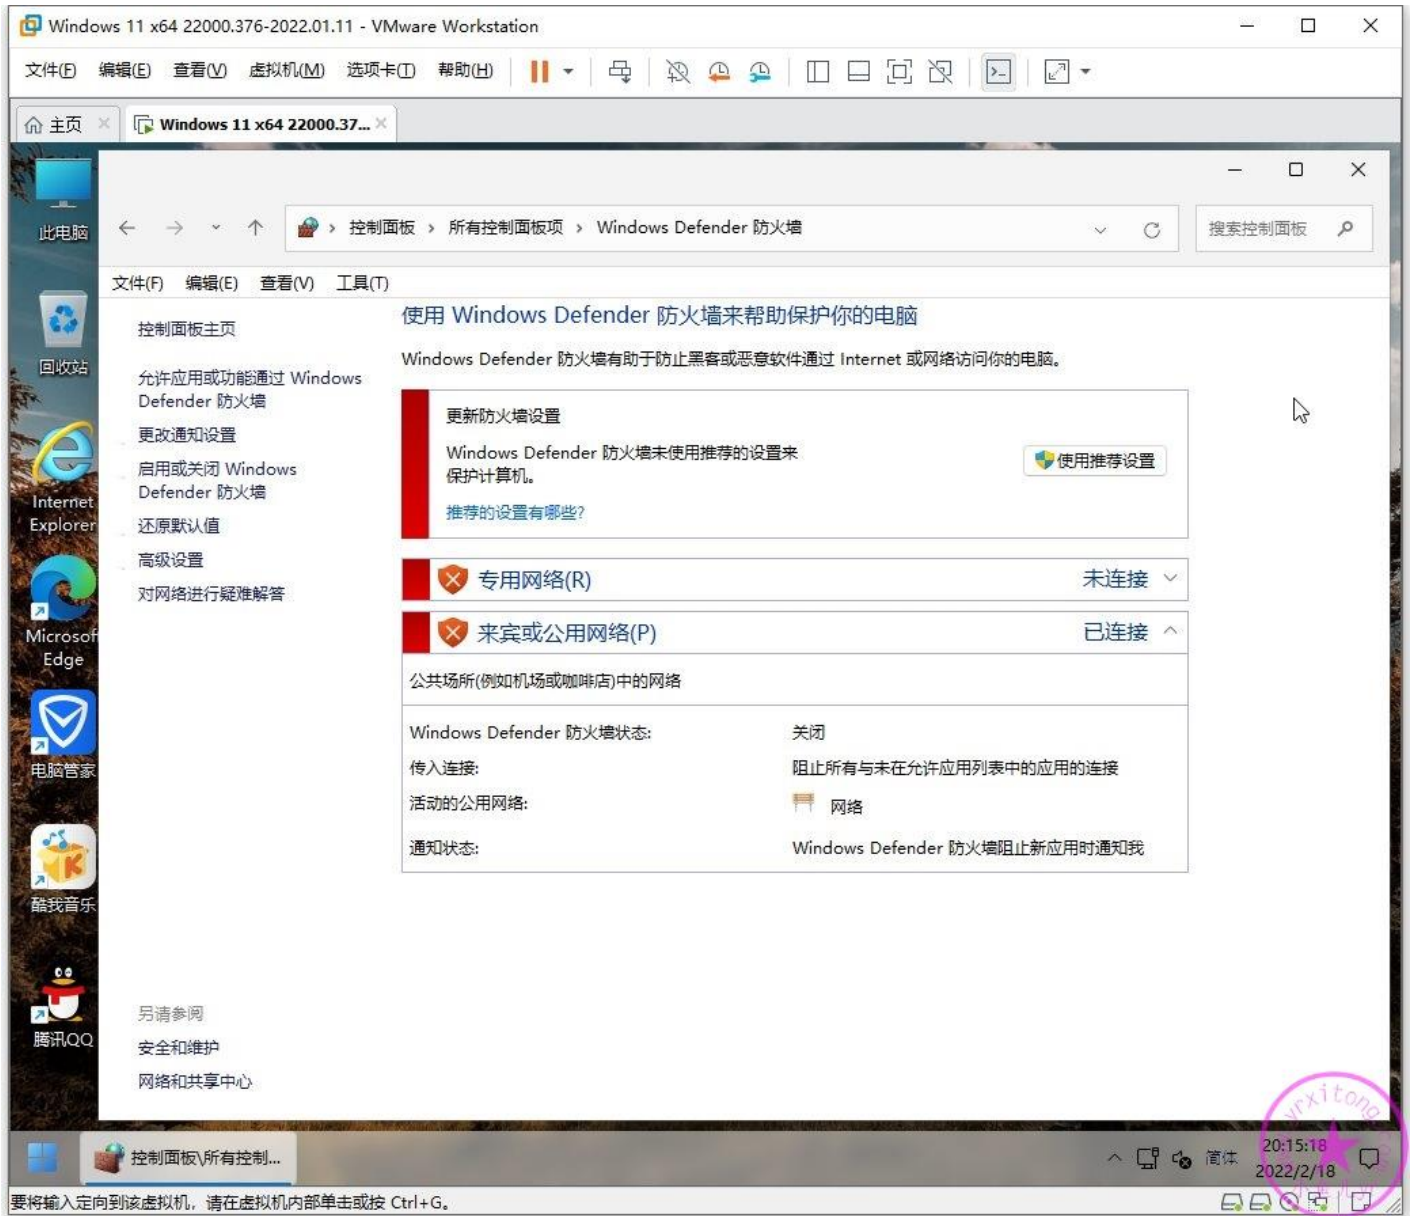 Windows 11 x64 22000.376-2022.01.11 - VMware Workstation
文件(F) 编辑(E) 查看(V) 虚拟机(M) 选项卡(T) 帮助(H)
主页 Windows 11 x64 22000.37...
控制面板 › 所有控制面板项 › Windows Defender 防火墙
搜索控制面板
文件(F) 编辑(E) 查看(V) 工具(T)
控制面板主页
允许应用或功能通过 Windows
Defender 防火墙
更改通知设置
启用或关闭 Windows
Defender 防火墙
还原默认值
高级设置
对网络进行疑难解答
另请参阅
安全和维护
网络和共享中心
使用 Windows Defender 防火墙来帮助保护你的电脑
Windows Defender 防火墙有助于防止黑客或恶意软件通过 Internet 或网络访问你的电脑。
更新防火墙设置
Windows Defender 防火墙未使用推荐的设置来
保护计算机。
使用推荐设置
推荐的设置有哪些?
专用网络(R) 未连接
来宾或公用网络(P) 已连接
公共场所(例如机场或咖啡店)中的网络
Windows Defender 防火墙状态: 关闭
传入连接: 阻止所有与未在允许应用列表中的应用的连接
活动的公用网络: 网络
通知状态: Windows Defender 防火墙阻止新应用时通知我
此电脑
回收站
Internet
Explorer
Microsoft
Edge
电脑管家
酷我音乐
腾讯QQ
控制面板\所有控制...
简体
20:15:18
2022/2/18
要将输入定向到该虚拟机，请在虚拟机内部单击或按 Ctrl+G。